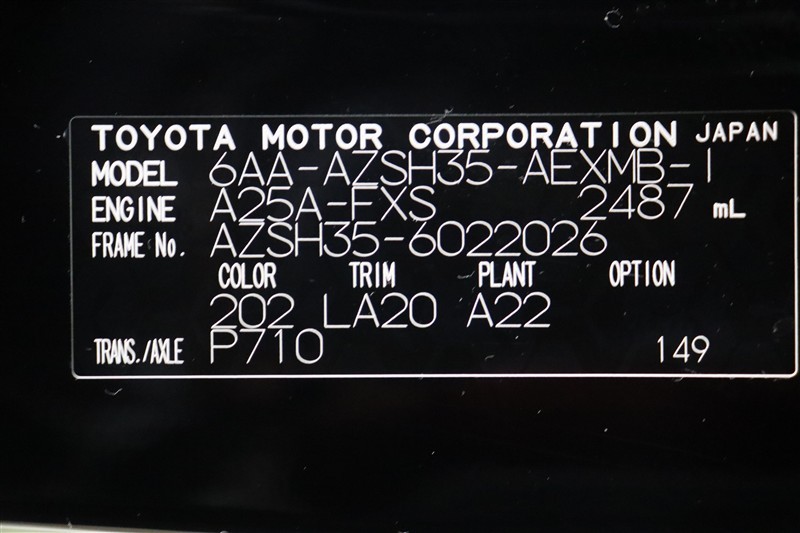 TOYOTA MOTOR CORPORATION JAPAN
MODEL 6AA-AZSH35-AEXMB-1
ENGINE A25A-FXS 2487 mL
FRAME No. AZSH35-6022026
COLOR TRIM PLANT OPTION
202 LA20 A22
TRANS./AXLE P710 149